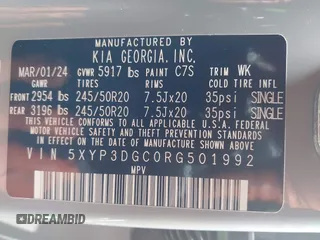 KIA GEORGIA, INC.
MAR/01/24 GVWR 5917 lbs PAINT C7S TRIM WK
TIRES RIMS COLD TIRE INFL.
FRONT 2954 lbs 245/50R20 7.5Jx20 35psi SINGLE
REAR 3196 lbs 245/50R20 7.5Jx20 35psi SINGLE
THIS VEHICLE CONFORMS TO ALL APPLICABLE
U.S.A. FEDERAL MOTOR VEHICLE SAFETY AND
THEFT PREVENTION STANDARDS IN EFFECT ON THE
DATE OF MANUFACTURE SHOWN ABOVE.
VIN 5XYP3DGC0RG501992
MPV
DREAMBID